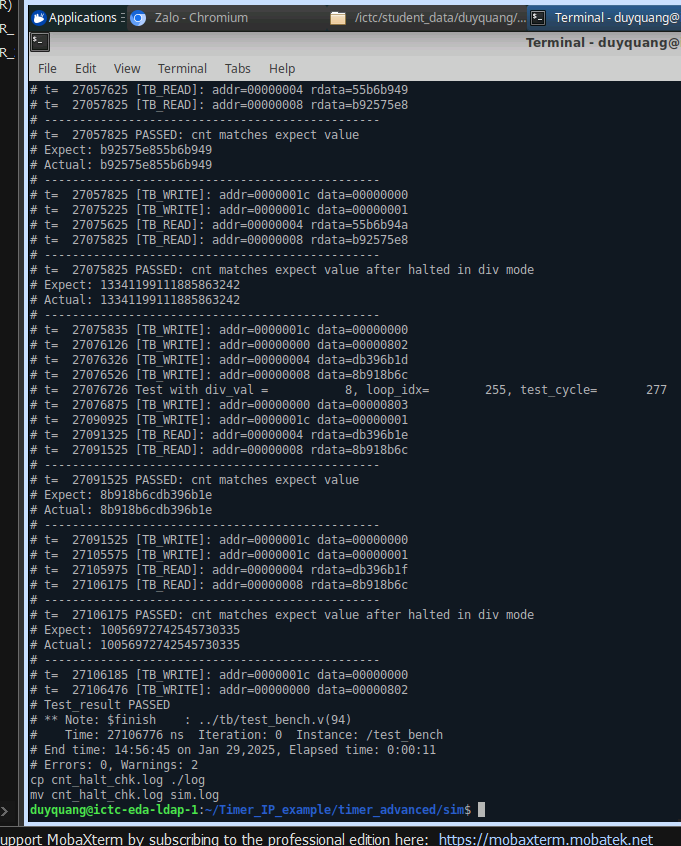 R)
R_
R_
Applications
Zalo - Chromium
/ictc/student_data/duyquang/...
Terminal - duyquang@
Terminal - duyquang@
File Edit View Terminal Tabs Help
# t=  27057625 [TB_READ]: addr=00000004 rdata=55b6b949
# t=  27057825 [TB_READ]: addr=00000008 rdata=b92575e8
# ------------------------------------------------
# t=  27057825 PASSED: cnt matches expect value
# Expect: b92575e855b6b949
# Actual: b92575e855b6b949
# ------------------------------------------------
# t=  27057825 [TB_WRITE]: addr=0000001c data=00000000
# t=  27075225 [TB_WRITE]: addr=0000001c data=00000001
# t=  27075625 [TB_READ]: addr=00000004 rdata=55b6b94a
# t=  27075825 [TB_READ]: addr=00000008 rdata=b92575e8
# ------------------------------------------------
# t=  27075825 PASSED: cnt matches expect value after halted in div mode
# Expect: 13341199111885863242
# Actual: 13341199111885863242
# ------------------------------------------------
# t=  27075835 [TB_WRITE]: addr=0000001c data=00000000
# t=  27076126 [TB_WRITE]: addr=00000000 data=00000802
# t=  27076326 [TB_WRITE]: addr=00000004 data=db396b1d
# t=  27076526 [TB_WRITE]: addr=00000008 data=8b918b6c
# t=  27076726 Test with div_val =           8, loop_idx=        255, test_cycle=       277
# t=  27076875 [TB_WRITE]: addr=00000000 data=00000803
# t=  27090925 [TB_WRITE]: addr=0000001c data=00000001
# t=  27091325 [TB_READ]: addr=00000004 rdata=db396b1e
# t=  27091525 [TB_READ]: addr=00000008 rdata=8b918b6c
# ------------------------------------------------
# t=  27091525 PASSED: cnt matches expect value
# Expect: 8b918b6cdb396b1e
# Actual: 8b918b6cdb396b1e
# ------------------------------------------------
# t=  27091525 [TB_WRITE]: addr=0000001c data=00000000
# t=  27105575 [TB_WRITE]: addr=0000001c data=00000001
# t=  27105975 [TB_READ]: addr=00000004 rdata=db396b1f
# t=  27106175 [TB_READ]: addr=00000008 rdata=8b918b6c
# ------------------------------------------------
# t=  27106175 PASSED: cnt matches expect value after halted in div mode
# Expect: 10056972742545730335
# Actual: 10056972742545730335
# ------------------------------------------------
# t=  27106185 [TB_WRITE]: addr=0000001c data=00000000
# t=  27106476 [TB_WRITE]: addr=00000000 data=00000802
# Test_result PASSED
# ** Note: $finish    : ../tb/test_bench.v(94)
#    Time: 27106776 ns  Iteration: 0  Instance: /test_bench
# End time: 14:56:45 on Jan 29,2025, Elapsed time: 0:00:11
# Errors: 0, Warnings: 2
cp cnt_halt_chk.log ./log
mv cnt_halt_chk.log sim.log
duyquang@ictc-eda-ldap-1:~/Timer_IP_example/timer_advanced/sim$
upport MobaXterm by subscribing to the professional edition here: https://mobaxterm.mobatek.net